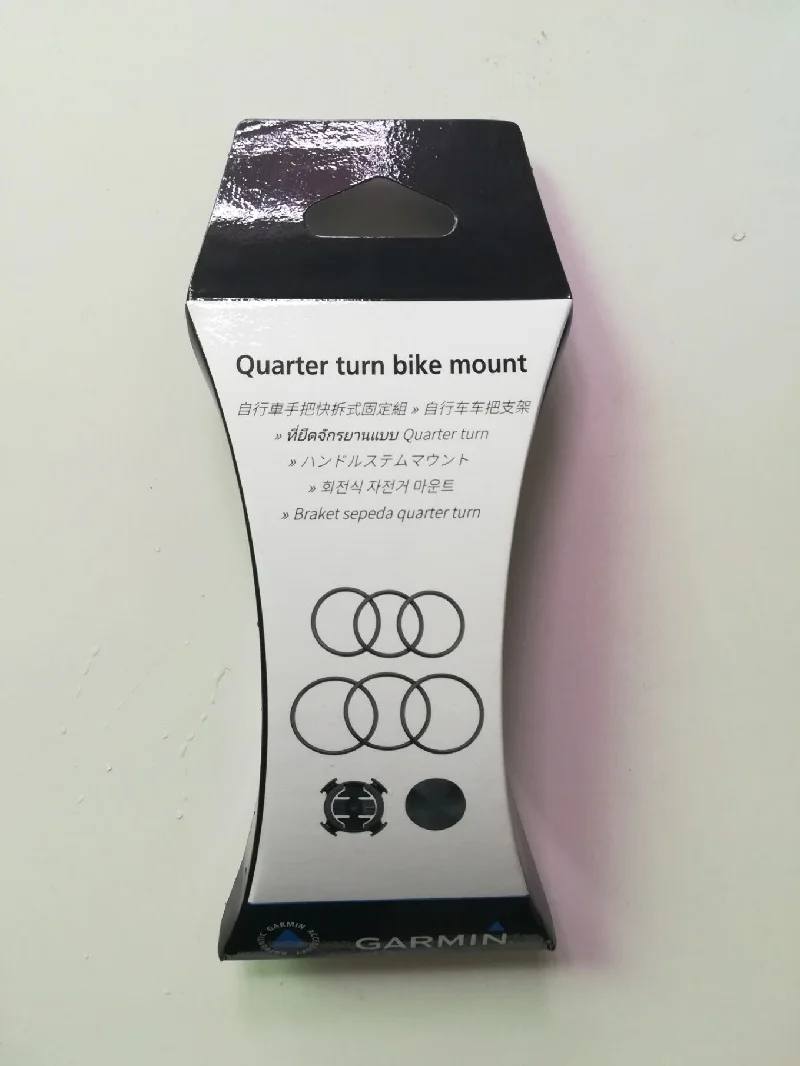 Quarter turn bike mount
自行車手把快拆式固定組 » 自行车车把支架
» ที่ยึดจักรยานแบบ Quarter turn
» ハンドルステムマウント
» 회전식 자전거 마운트
» Braket sepeda quarter turn
AUTHENTIC GARMIN ACCESSORY
GARMIN